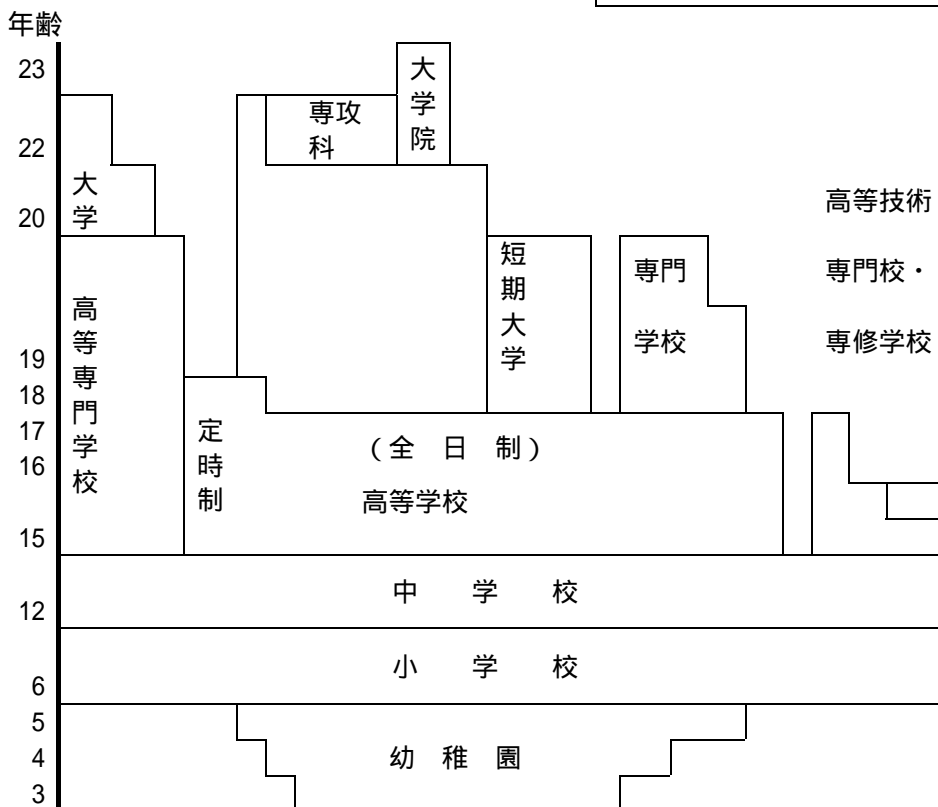 年齢
23
22
20
19
18
17
16
15
12
6
5
4
3
大学院
専攻
科
大学
高等専門学校
短期大学
専門
学校
高等技術
専門校・
専修学校
定時制
(全 日 制)
高等学校
中 学 校
小 学 校
幼 稚 園